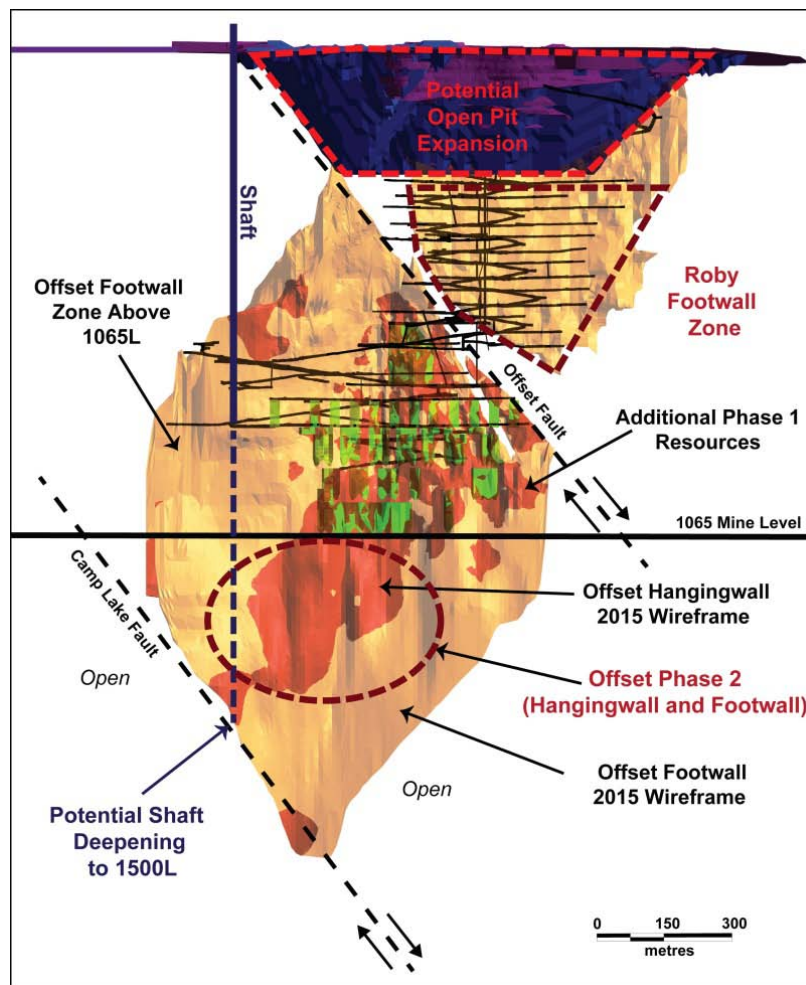 Potential
Open Pit
Expansion
Shaft
Offset Footwall
Zone Above
1065L
Roby
Footwall
Zone
Offset Fault
Additional Phase 1
Resources
1065 Mine Level
Camp Lake Fault
Offset Hangingwall
2015 Wireframe
Open
Offset Phase 2
(Hangingwall and Footwall)
Open
Offset Footwall
2015 Wireframe
Potential Shaft
Deepening
to 1500L
0 150 300
metres